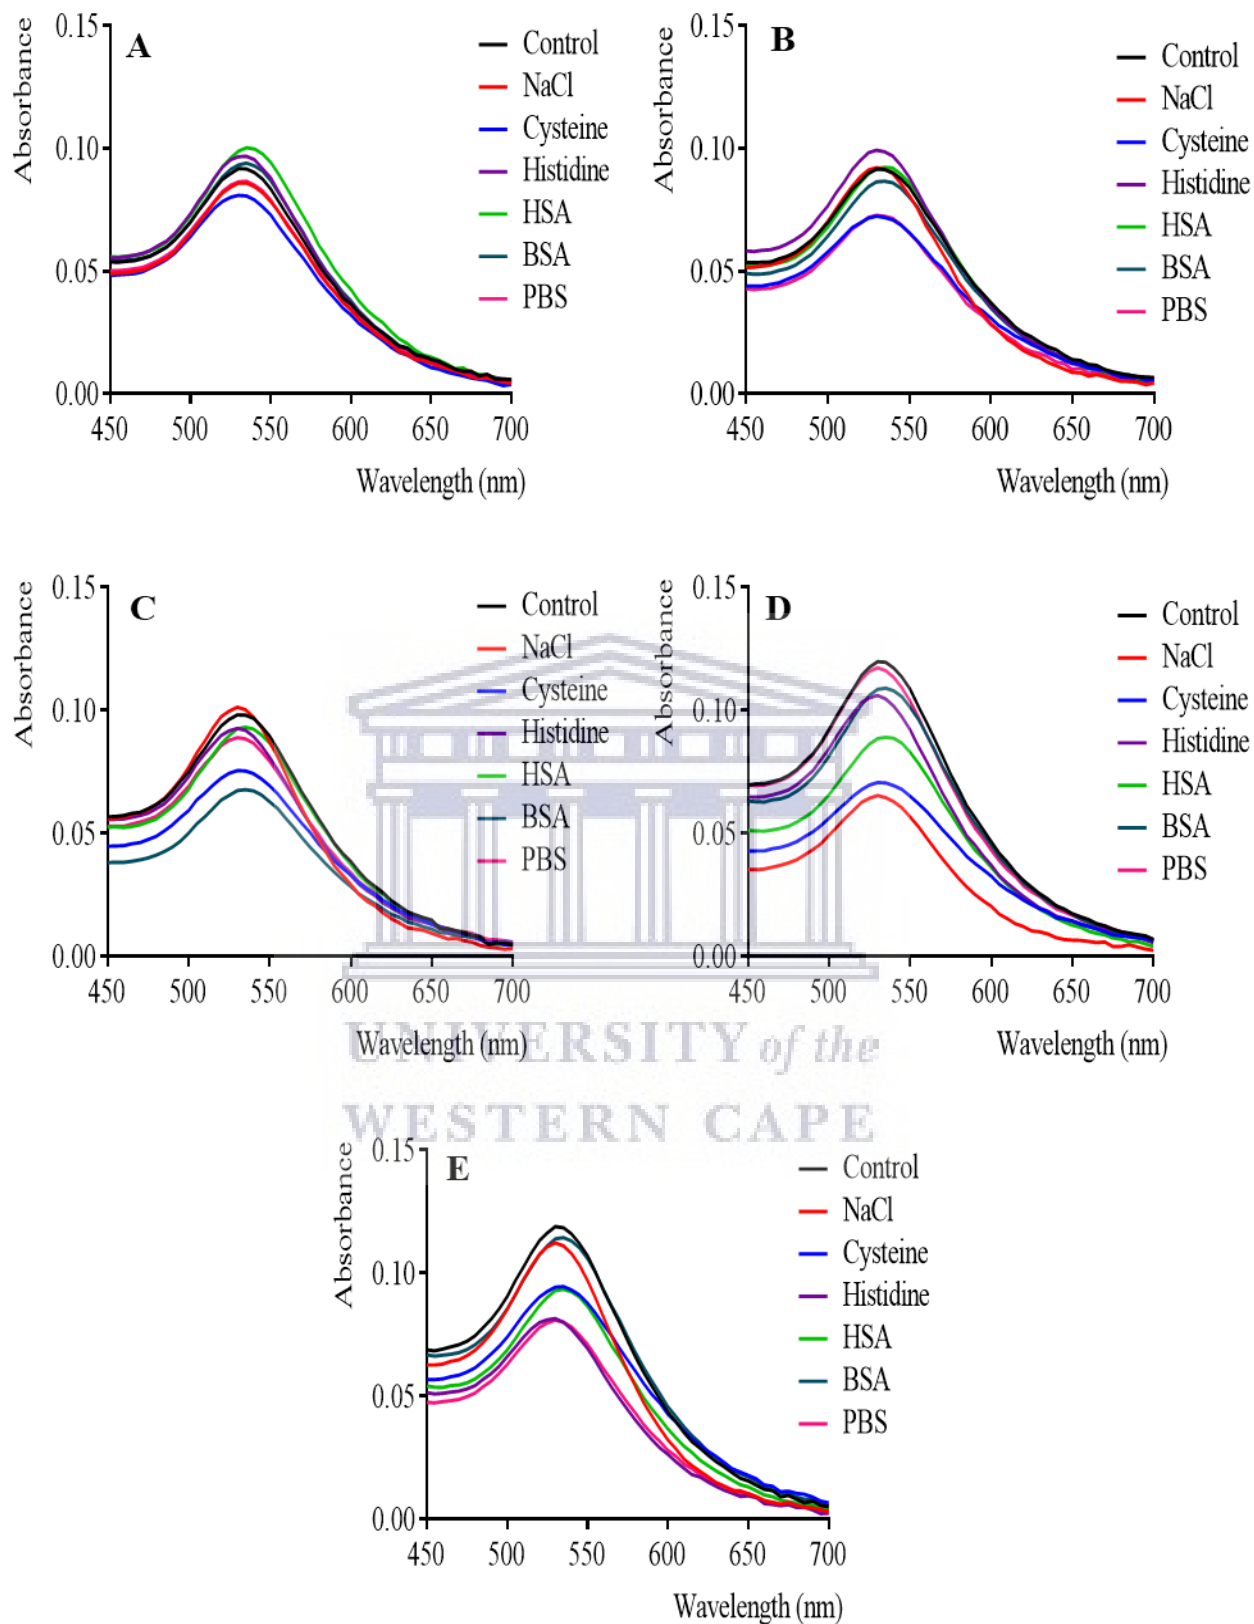 A
Absorbance
0.15
0.10
0.05
0.00
450 500 550 600 650 700
Wavelength (nm)
Control
NaCl
Cysteine
Histidine
HSA
BSA
PBS
B
Absorbance
0.15
0.10
0.05
0.00
450 500 550 600 650 700
Wavelength (nm)
Control
NaCl
Cysteine
Histidine
HSA
BSA
PBS
C
Absorbance
0.15
0.10
0.05
0.00
450 500 550 600 650 700
Wavelength (nm)
Control
NaCl
Cysteine
Histidine
HSA
BSA
PBS
D
Absorbance
0.15
0.10
0.05
0.00
450 500 550 600 650 700
Wavelength (nm)
Control
NaCl
Cysteine
Histidine
HSA
BSA
PBS
UNIVERSITY of the
WESTERN CAPE
E
Absorbance
0.15
0.10
0.05
0.00
450 500 550 600 650 700
Wavelength (nm)
Control
NaCl
Cysteine
Histidine
HSA
BSA
PBS